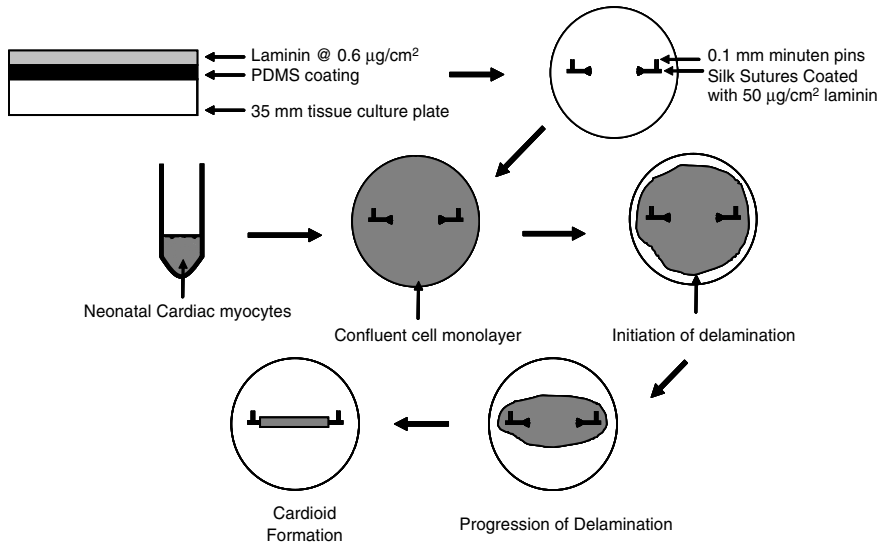 Laminin @ 0.6 μg/cm²
PDMS coating
35 mm tissue culture plate
0.1 mm minuten pins
Silk Sutures Coated
with 50 μg/cm² laminin
Neonatal Cardiac myocytes
Confluent cell monolayer
Initiation of delamination
Cardioid
Formation
Progression of Delamination